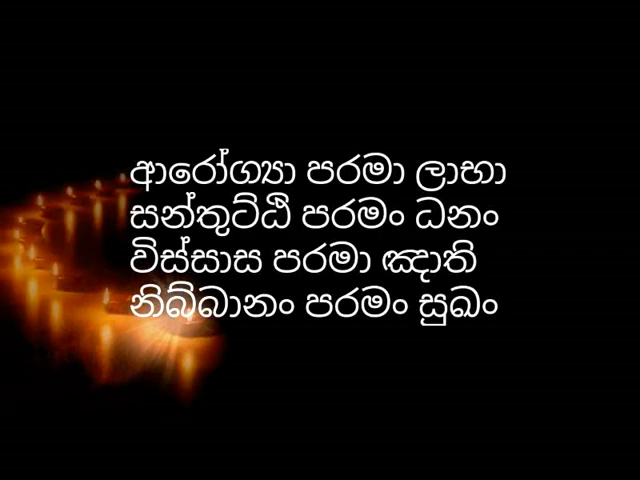 ආරෝග්‍යා පරමා ලාභා
සන්තුට්ඨි පරමං ධනං
විස්සාස පරමා ඤාති
නිබ්බානං පරමං සුඛං